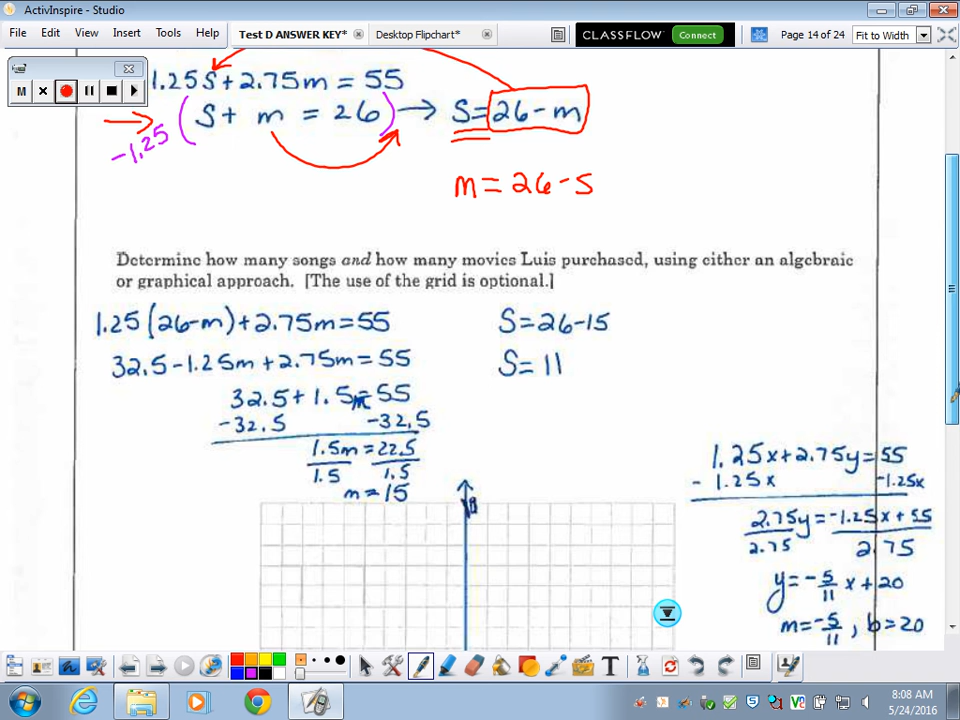 ActivInspire - Studio
File Edit View Insert Tools Help Test D ANSWER KEY* Desktop Flipchart* CLASSFLOW Connect Page 14 of 24 Fit to Width
M
1.25S+2.75m=55
-1.25 (S+ m = 26) → S=26-m
m=26-S
Determine how many songs and how many movies Luis purchased, using either an algebraic
or graphical approach. [The use of the grid is optional.]
1.25(26-m)+2.75m=55
32.5-1.25m+2.75m=55
32.5+1.5m=55
-32.5 -32.5
1.5m=22.5
1.5 1.5
m=15
S=26-15
S=11
1.25x+2.75y=55
-1.25x -1.25x
2.75y=-1.25x+55
2.75 2.75
y=-5/11 x+20
m=-5/11, b=20
T
8:08 AM
5/24/2016